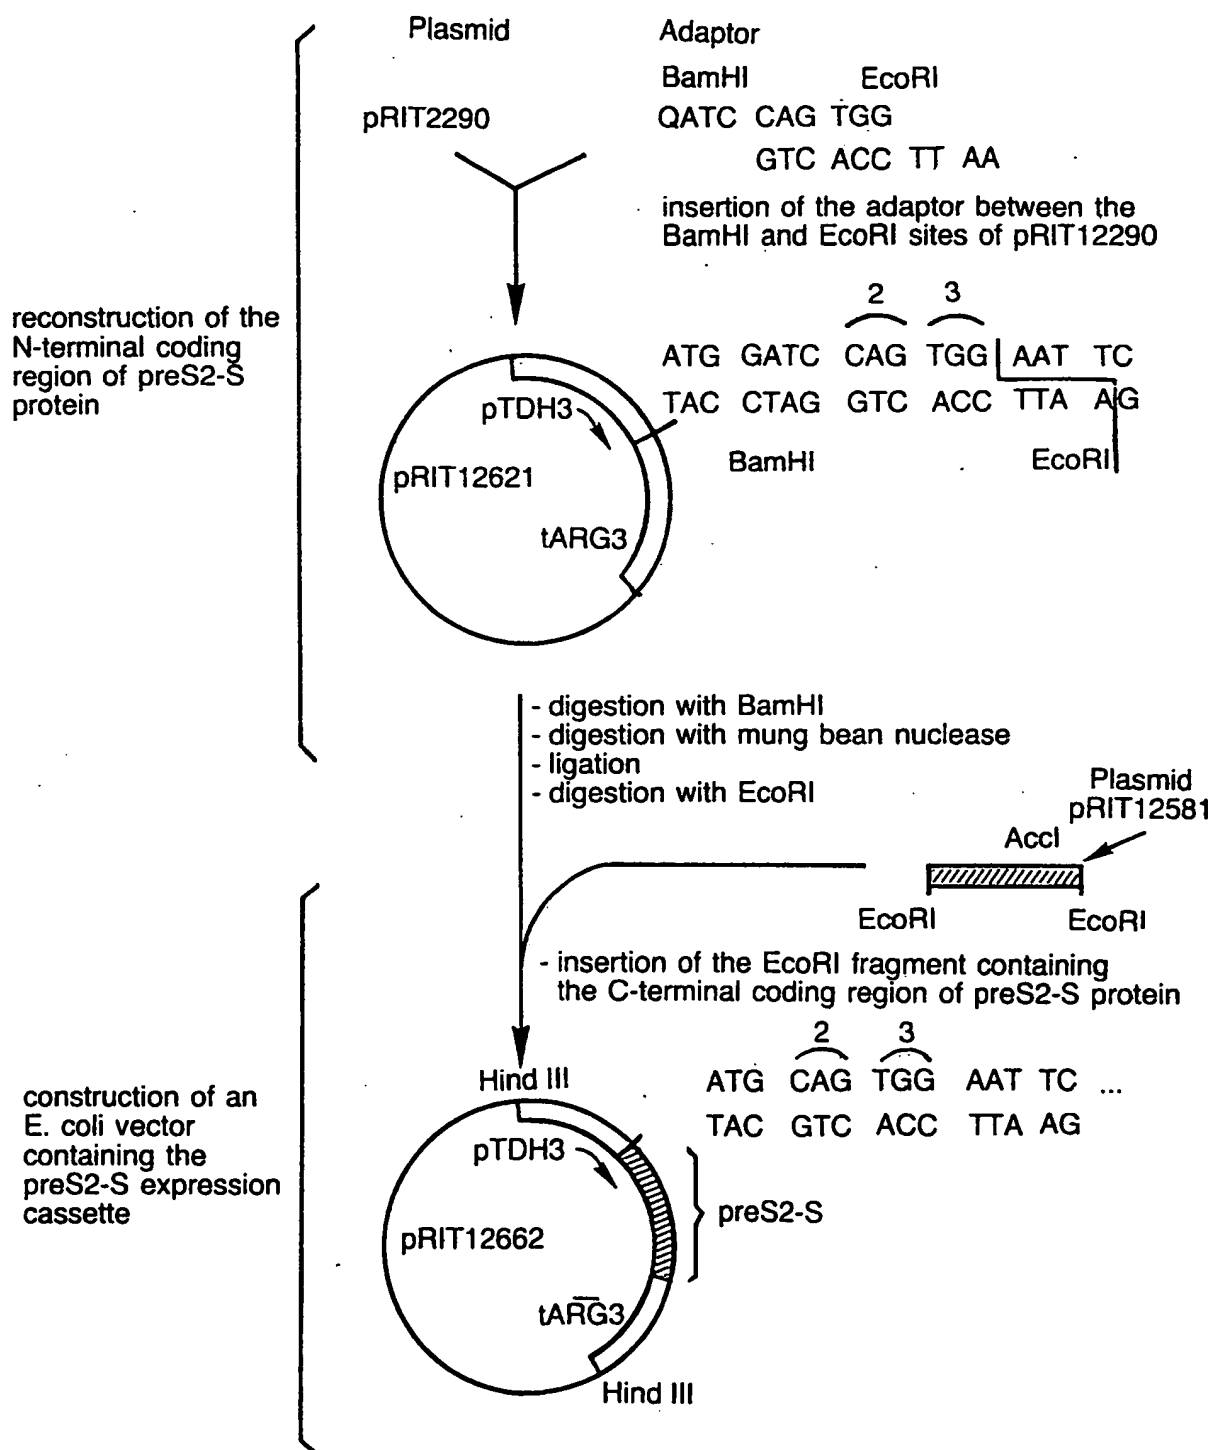 Plasmid
Adaptor
BamHI EcoRI
pRIT2290
QATC CAG TGG
GTC ACC TT AA
insertion of the adaptor between the
BamHI and EcoRI sites of pRIT12290
reconstruction of the
N-terminal coding
region of preS2-S
protein
2 3
ATG GATC CAG TGG AAT TC
TAC CTAG GTC ACC TTA AG
BamHI EcoRI
pTDH3
pRIT12621
tARG3
- digestion with BamHI
- digestion with mung bean nuclease
- ligation
- digestion with EcoRI
Plasmid
pRIT12581
AccI
EcoRI EcoRI
- insertion of the EcoRI fragment containing
the C-terminal coding region of preS2-S protein
2 3
ATG CAG TGG AAT TC ...
TAC GTC ACC TTA AG
construction of an
E. coli vector
containing the
preS2-S expression
cassette
Hind III
pTDH3
preS2-S
pRIT12662
tARG3
Hind III